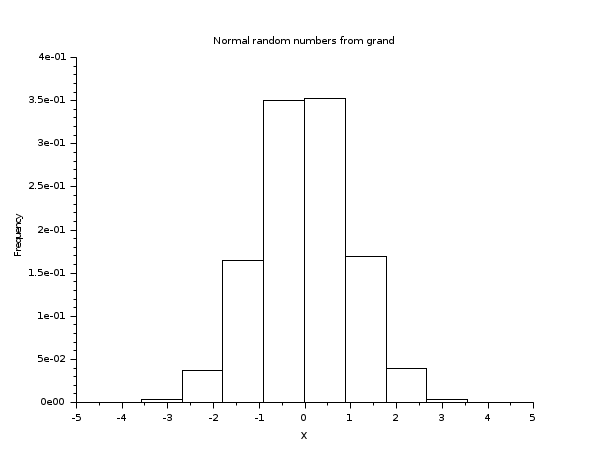 Normal random numbers from grand
4e-01
3.5e-01
3e-01
2.5e-01
2e-01
1.5e-01
1e-01
5e-02
0e00
Frequency
-5 -4 -3 -2 -1 0 1 2 3 4 5
X